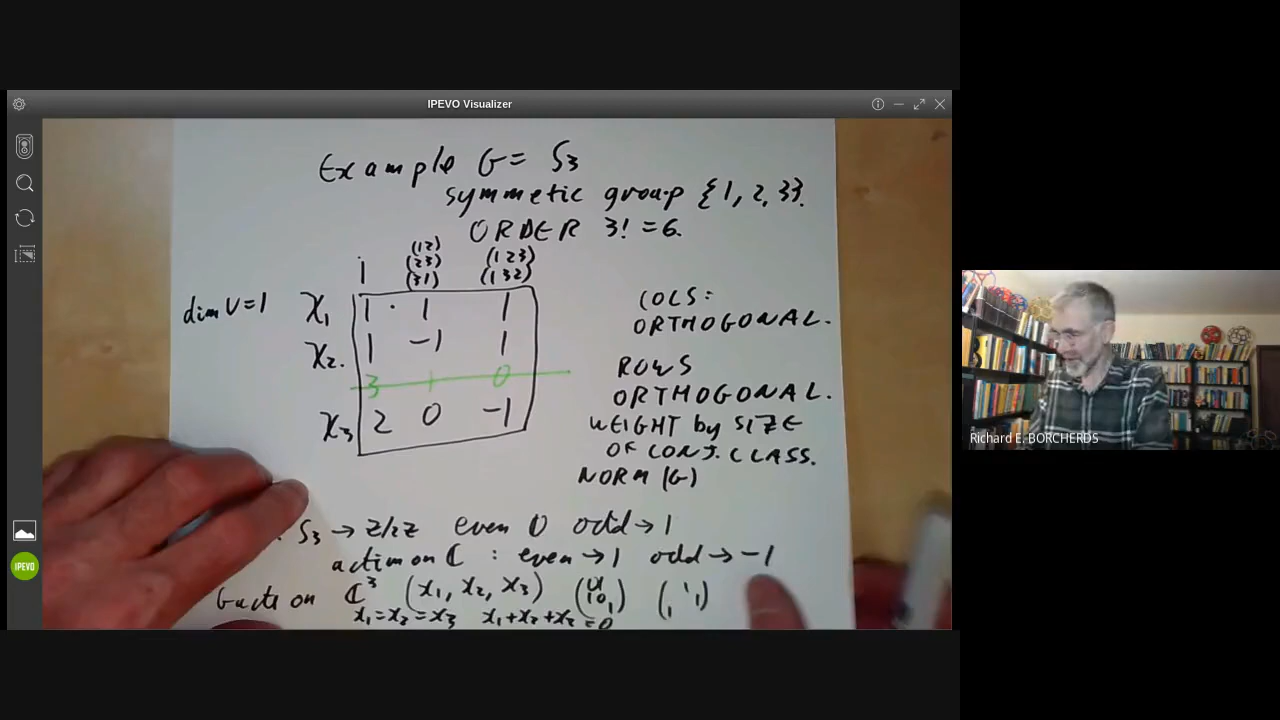 IPEVO Visualizer
Example G = S3
symmetic group {1, 2, 3}.
ORDER 3! = 6.
1 (12) (23) (31) (123) (132)
dim V=1 χ1 1 1 1
χ2. 1 -1 1
3 1 0
χ3 2 0 -1
COLS:
ORTHOGONAL.
ROWS
ORTHOGONAL.
WEIGHT by SIZE
OF CONJ. CLASS.
NORM |G|
S3 → Z/2Z even 0 odd → 1
action on ℂ : even → 1 odd → -1
G acts on ℂ³ (x1, x2, x3)
x1=x2=x3 x1+x2+x3=0
IPEVO
Richard E. BORCHERDS